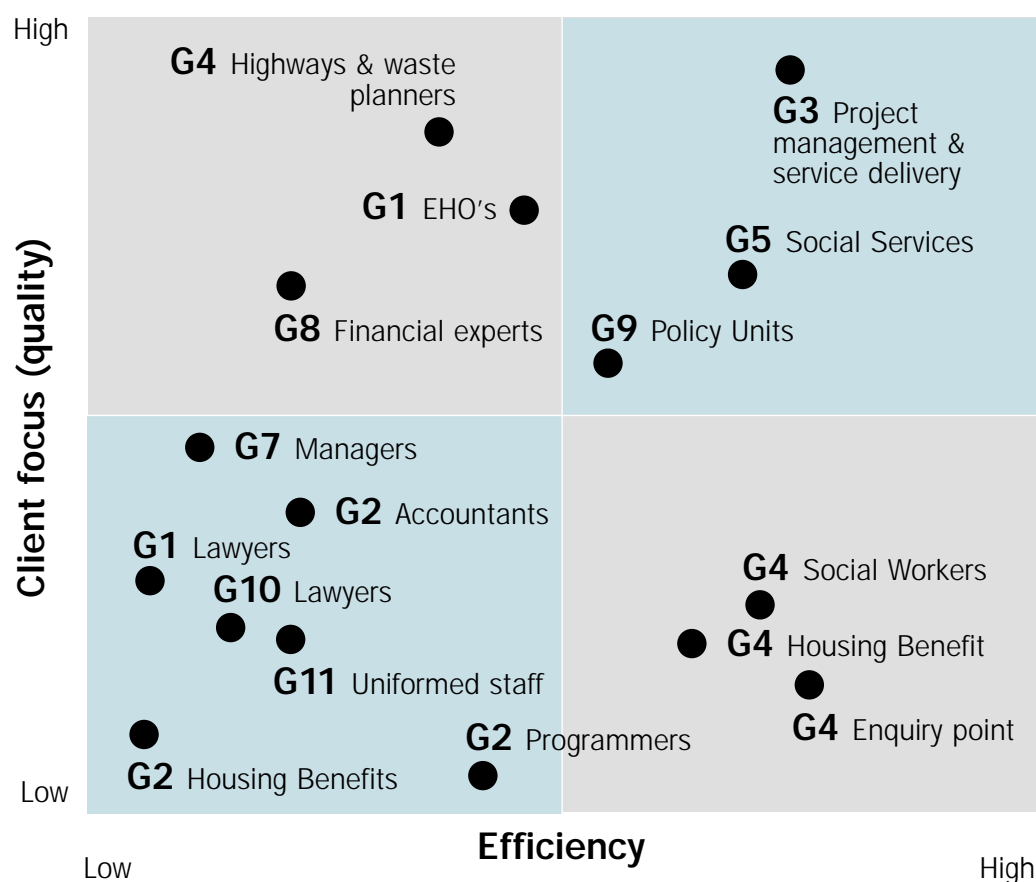 High
G4 Highways & waste
planners
G3 Project
management &
service delivery
G1 EHO's
G5 Social Services
G8 Financial experts
G9 Policy Units
Client focus (quality)
G7 Managers
G2 Accountants
G1 Lawyers
G10 Lawyers
G4 Social Workers
G4 Housing Benefit
G11 Uniformed staff
G4 Enquiry point
G2 Programmers
G2 Housing Benefits
Low
Efficiency
Low
High